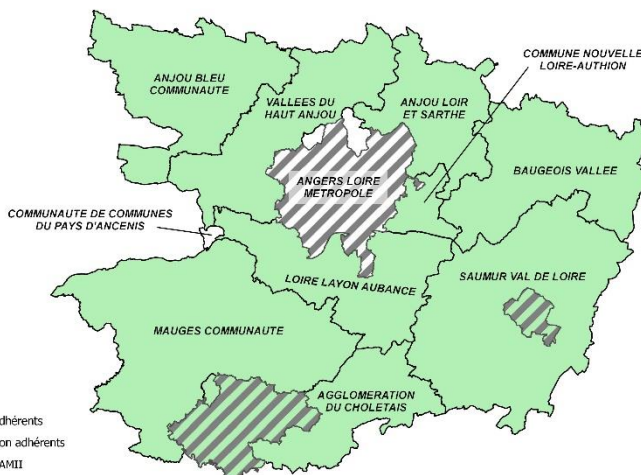 COMMUNE NOUVELLE
LOIRE-AUTHION
ANJOU BLEU
COMMUNAUTE
VALLEES DU
HAUT ANJOU
ANJOU LOIR
ET SARTHE
BAUGEOIS VALLEE
ANGERS LOIRE
METROPOLE
COMMUNAUTE DE COMMUNES
DU PAYS D'ANCENIS
LOIRE LAYON AUBANCE
SAUMUR VAL DE LOIRE
MAUGES COMMUNAUTE
AGGLOMERATION
DU CHOLETAIS
dhérents
on adhérents
AMII